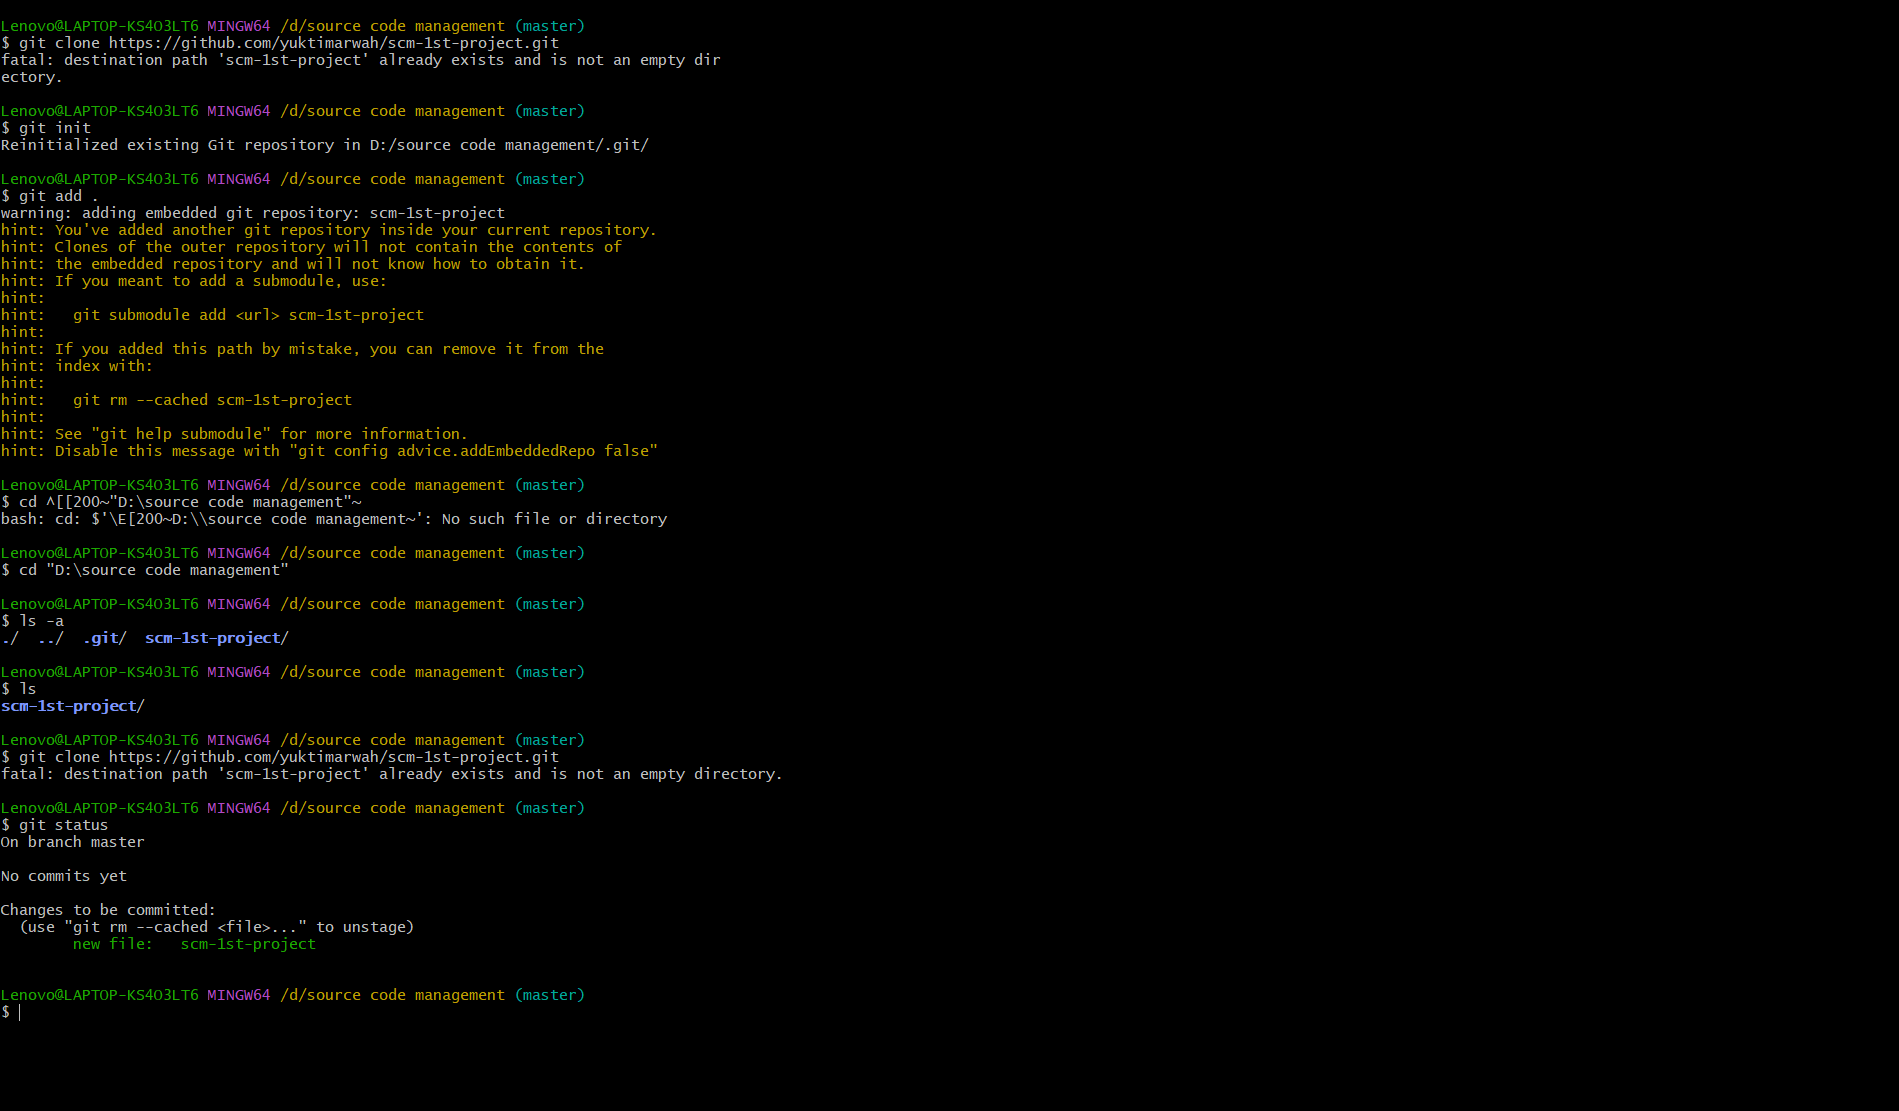 Lenovo@LAPTOP-KS4O3LT6 MINGW64 /d/source code management (master)
$ git clone https://github.com/yuktimarwah/scm-1st-project.git
fatal: destination path 'scm-1st-project' already exists and is not an empty dir
ectory.
Lenovo@LAPTOP-KS4O3LT6 MINGW64 /d/source code management (master)
$ git init
Reinitialized existing Git repository in D:/source code management/.git/
Lenovo@LAPTOP-KS4O3LT6 MINGW64 /d/source code management (master)
$ git add .
warning: adding embedded git repository: scm-1st-project
hint: You've added another git repository inside your current repository.
hint: Clones of the outer repository will not contain the contents of
hint: the embedded repository and will not know how to obtain it.
hint: If you meant to add a submodule, use:
hint:
hint:   git submodule add <url> scm-1st-project
hint:
hint: If you added this path by mistake, you can remove it from the
hint: index with:
hint:
hint:   git rm --cached scm-1st-project
hint:
hint: See "git help submodule" for more information.
hint: Disable this message with "git config advice.addEmbeddedRepo false"
Lenovo@LAPTOP-KS4O3LT6 MINGW64 /d/source code management (master)
$ cd ^[[200~"D:\source code management"~
bash: cd: $'\E[200~D:\\source code management~': No such file or directory
Lenovo@LAPTOP-KS4O3LT6 MINGW64 /d/source code management (master)
$ cd "D:\source code management"
Lenovo@LAPTOP-KS4O3LT6 MINGW64 /d/source code management (master)
$ ls -a
./  ../  .git/  scm-1st-project/
Lenovo@LAPTOP-KS4O3LT6 MINGW64 /d/source code management (master)
$ ls
scm-1st-project/
Lenovo@LAPTOP-KS4O3LT6 MINGW64 /d/source code management (master)
$ git clone https://github.com/yuktimarwah/scm-1st-project.git
fatal: destination path 'scm-1st-project' already exists and is not an empty directory.
Lenovo@LAPTOP-KS4O3LT6 MINGW64 /d/source code management (master)
$ git status
On branch master
No commits yet
Changes to be committed:
  (use "git rm --cached <file>..." to unstage)
        new file:   scm-1st-project
Lenovo@LAPTOP-KS4O3LT6 MINGW64 /d/source code management (master)
$